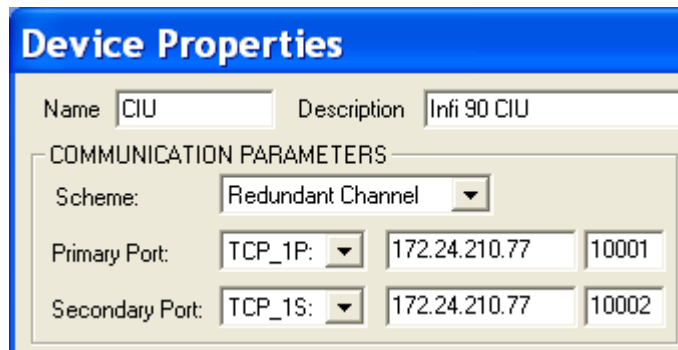 Device Properties
Name CIU Description Infi 90 CIU
COMMUNICATION PARAMETERS
Scheme: Redundant Channel
Primary Port: TCP_1P: 172.24.210.77 10001
Secondary Port: TCP_1S: 172.24.210.77 10002